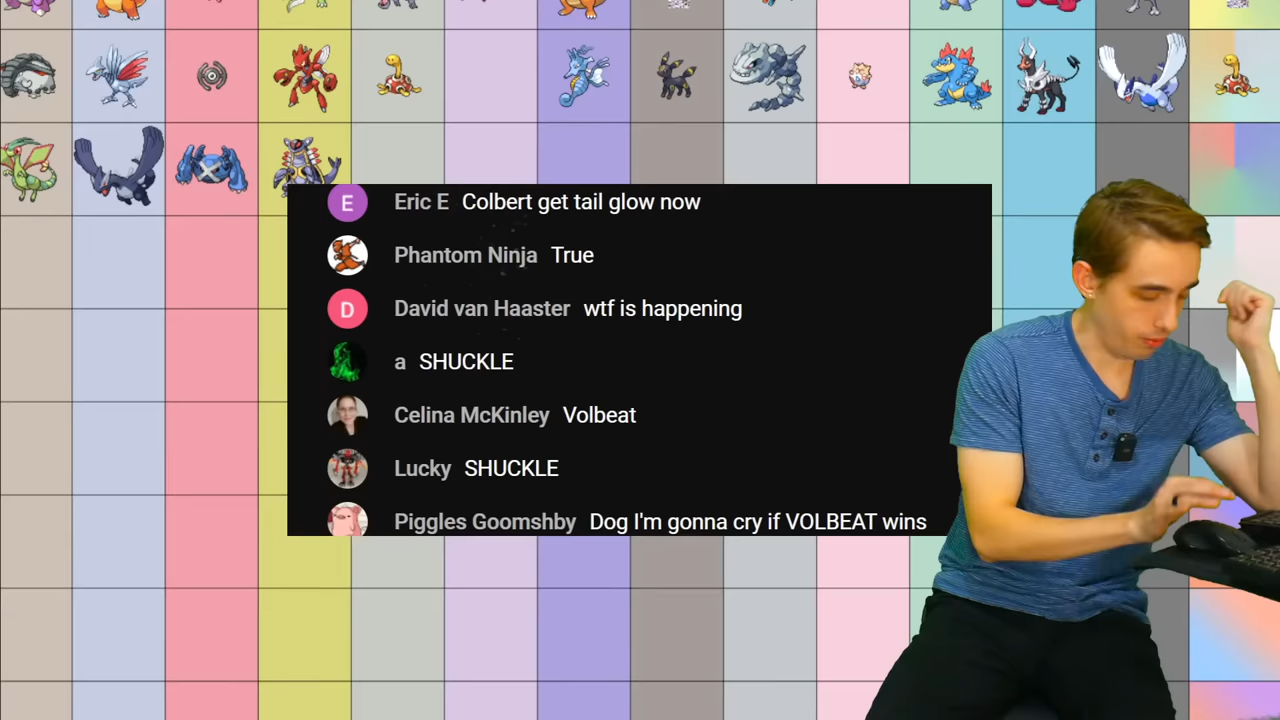 E Eric E Colbert get tail glow now
Phantom Ninja True
D David van Haaster wtf is happening
a SHUCKLE
Celina McKinley Volbeat
Lucky SHUCKLE
Piggles Goomshby Dog I'm gonna cry if VOLBEAT wins